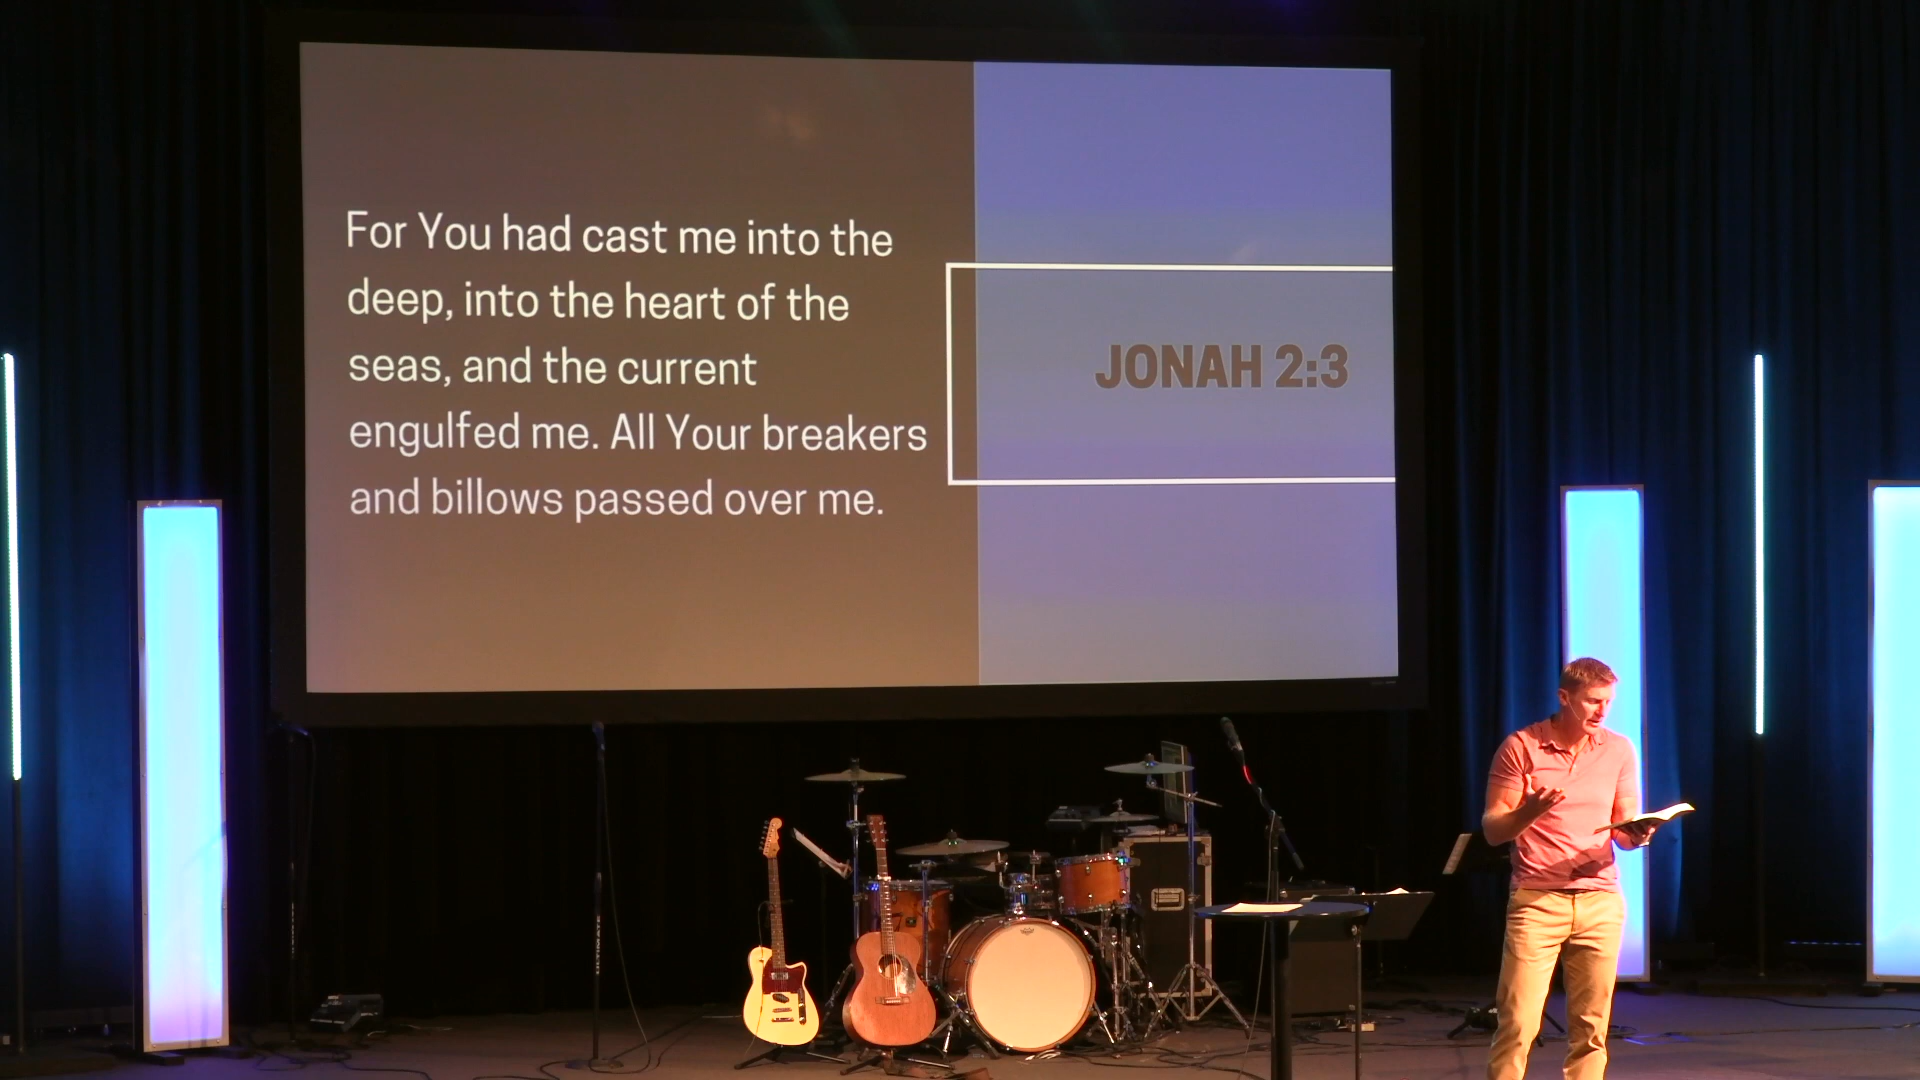 For You had cast me into the
deep, into the heart of the
seas, and the current
engulfed me. All Your breakers
and billows passed over me.
JONAH 2:3